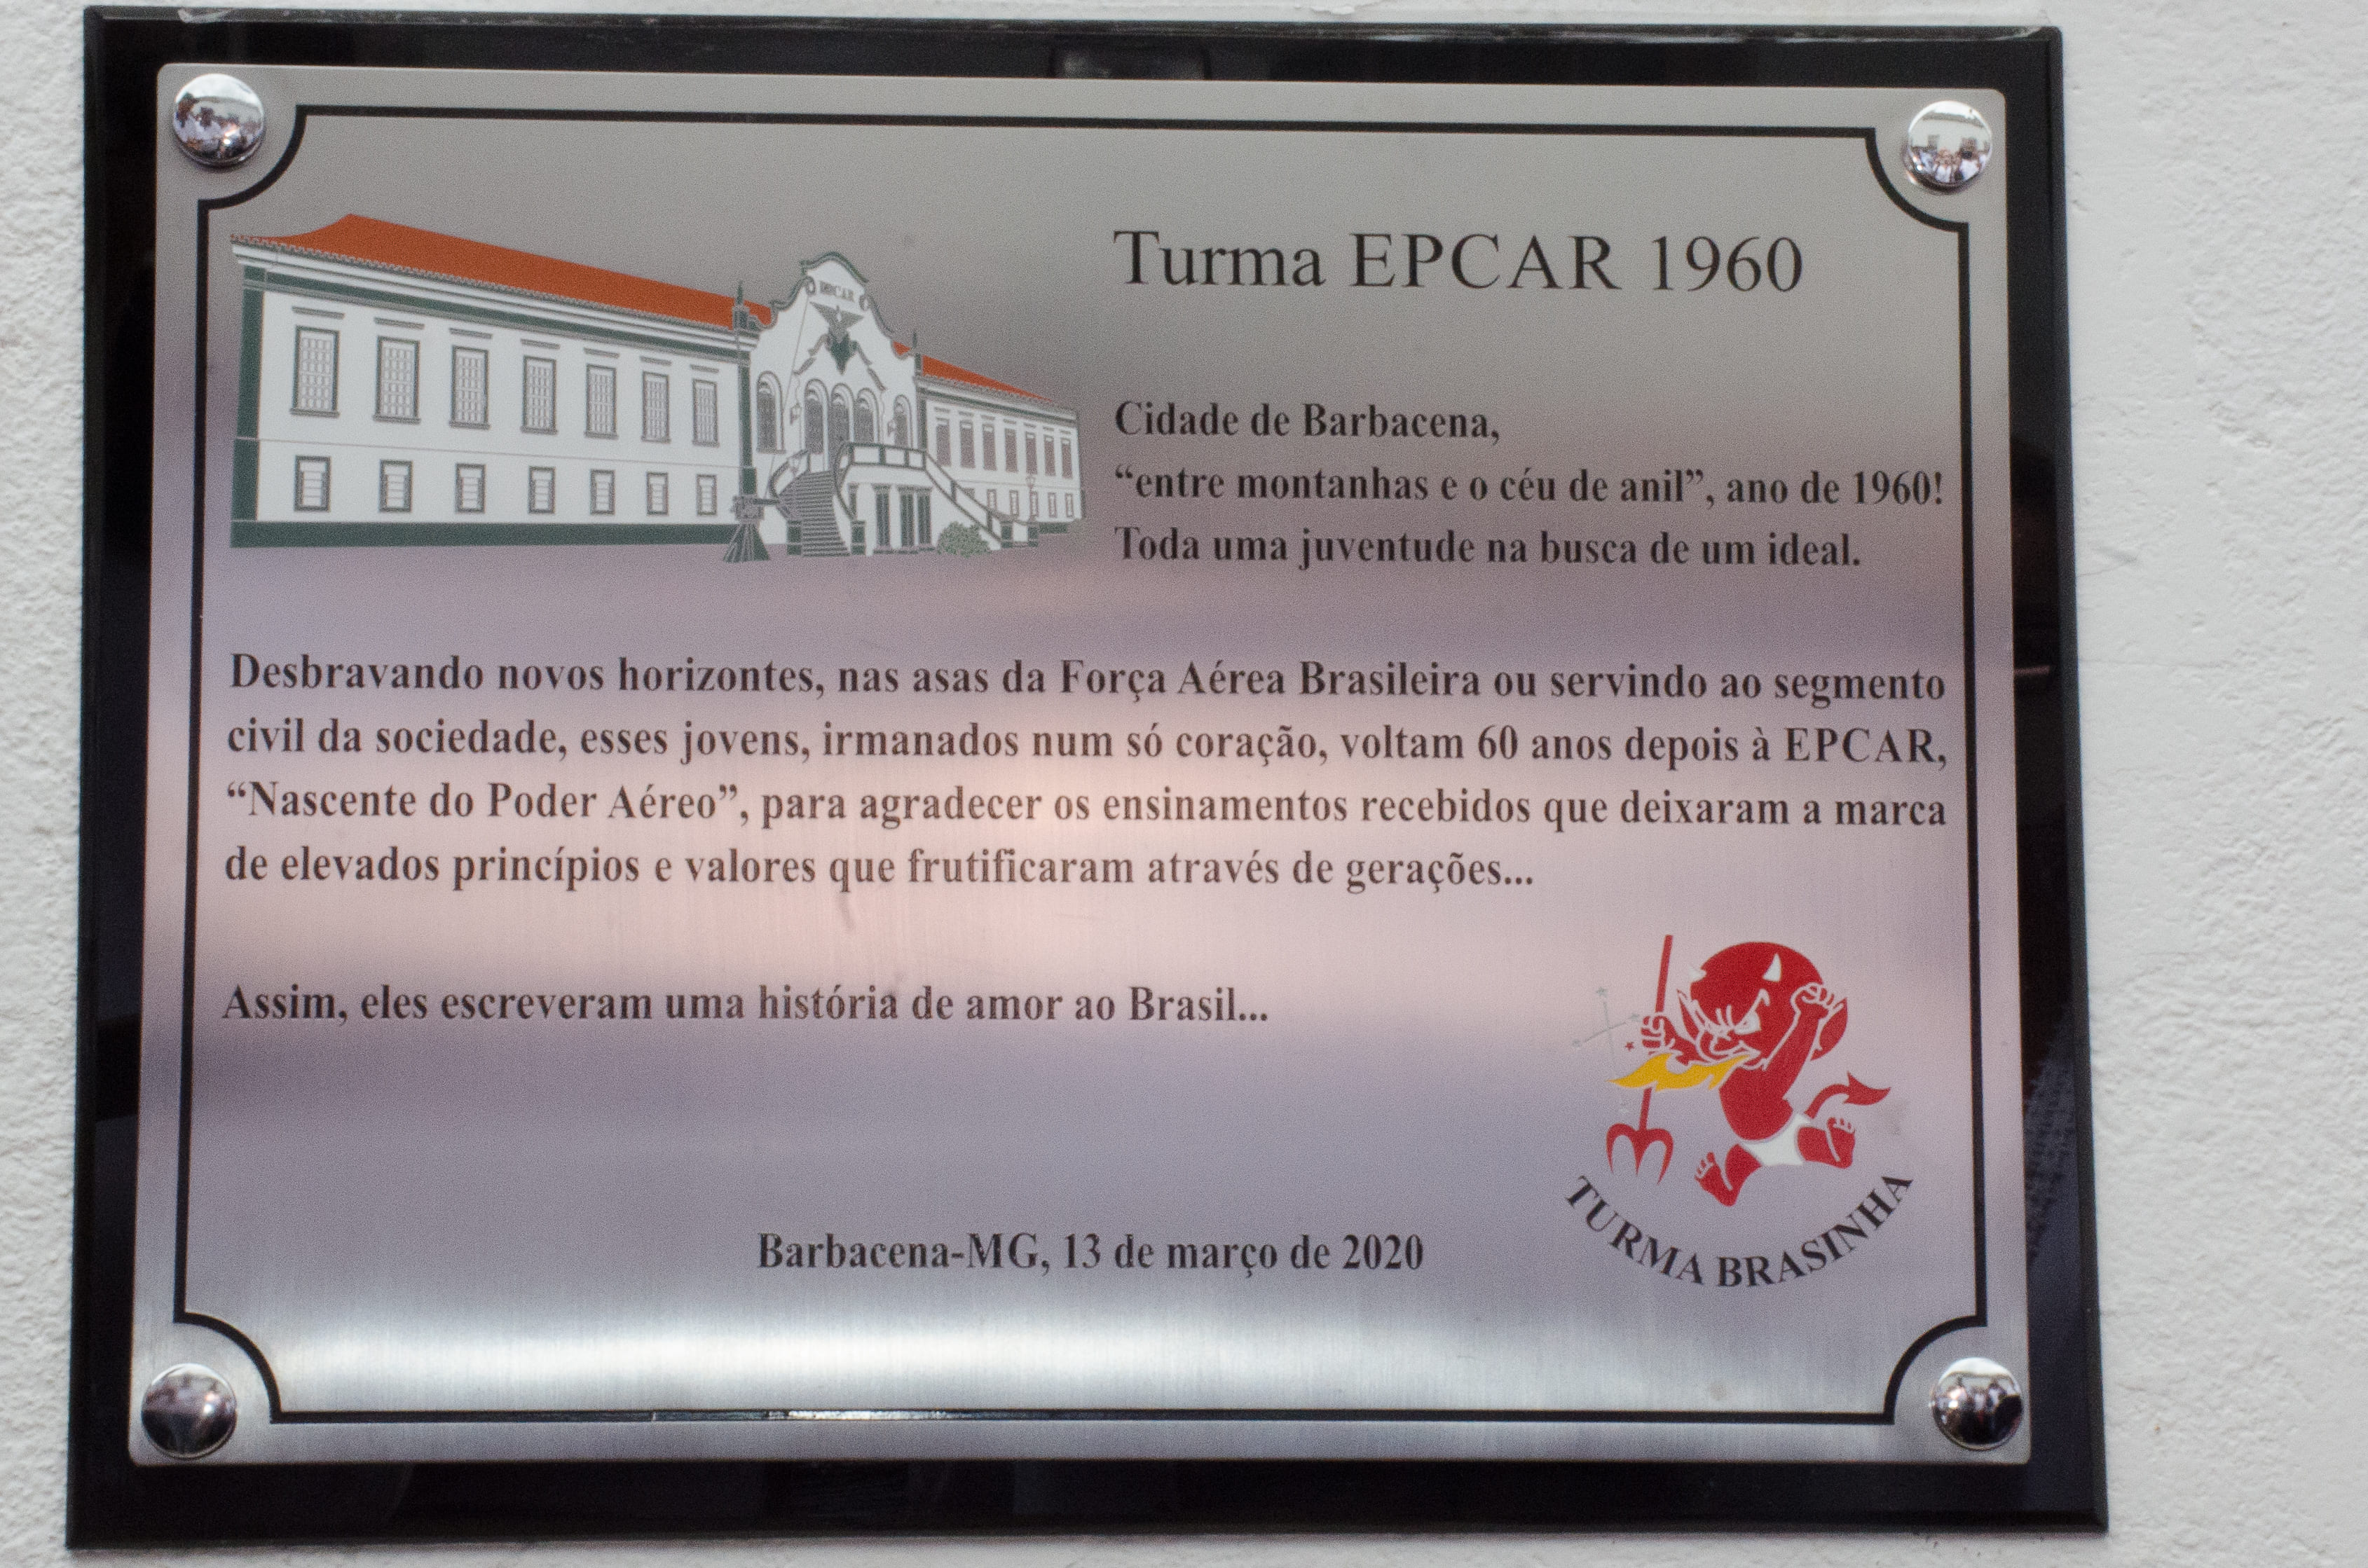 EPCAR
Turma EPCAR 1960
Cidade de Barbacena,
“entre montanhas e o céu de anil”, ano de 1960!
Toda uma juventude na busca de um ideal.
Desbravando novos horizontes, nas asas da Força Aérea Brasileira ou servindo ao segmento
civil da sociedade, esses jovens, irmanados num só coração, voltam 60 anos depois à EPCAR,
“Nascente do Poder Aéreo”, para agradecer os ensinamentos recebidos que deixaram a marca
de elevados princípios e valores que frutificaram através de gerações...
Assim, eles escreveram uma história de amor ao Brasil...
TURMA BRASINHA
Barbacena-MG, 13 de março de 2020